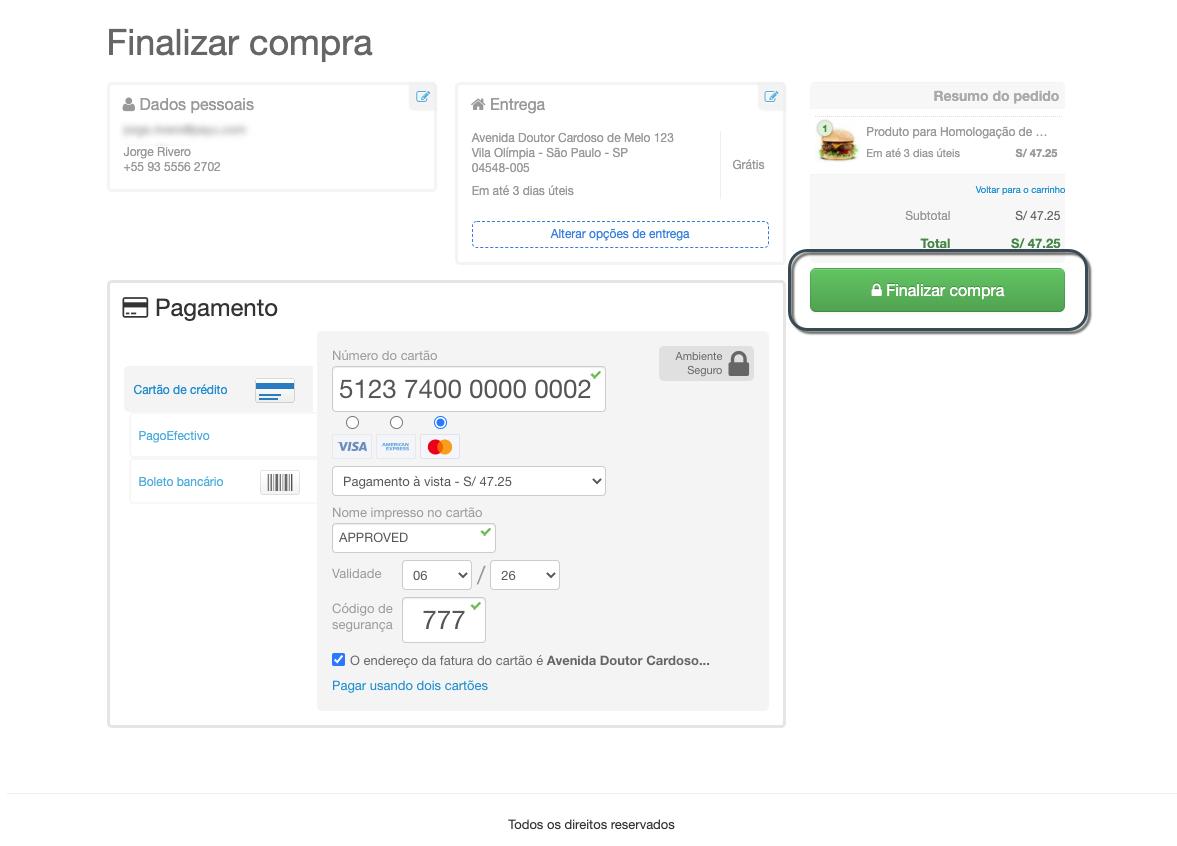 Finalizar compra
Dados pessoais
Jorge Rivero
+55 93 5556 2702
Entrega
Avenida Doutor Cardoso de Melo 123
Vila Olímpia - São Paulo - SP
04548-005
Em até 3 dias úteis
Grátis
Alterar opções de entrega
Resumo do pedido
1
Produto para Homologação de ...
Em até 3 dias úteis S/ 47.25
Voltar para o carrinho
Subtotal S/ 47.25
Total S/ 47.25
Finalizar compra
Pagamento
Cartão de crédito
PagoEfectivo
Boleto bancário
Número do cartão
Ambiente
Seguro
5123 7400 0000 0002
VISA AMERICAN EXPRESS
Pagamento à vista - S/ 47.25
Nome impresso no cartão
APPROVED
Validade 06 / 26
Código de
segurança
777
O endereço da fatura do cartão é Avenida Doutor Cardoso...
Pagar usando dois cartões
Todos os direitos reservados